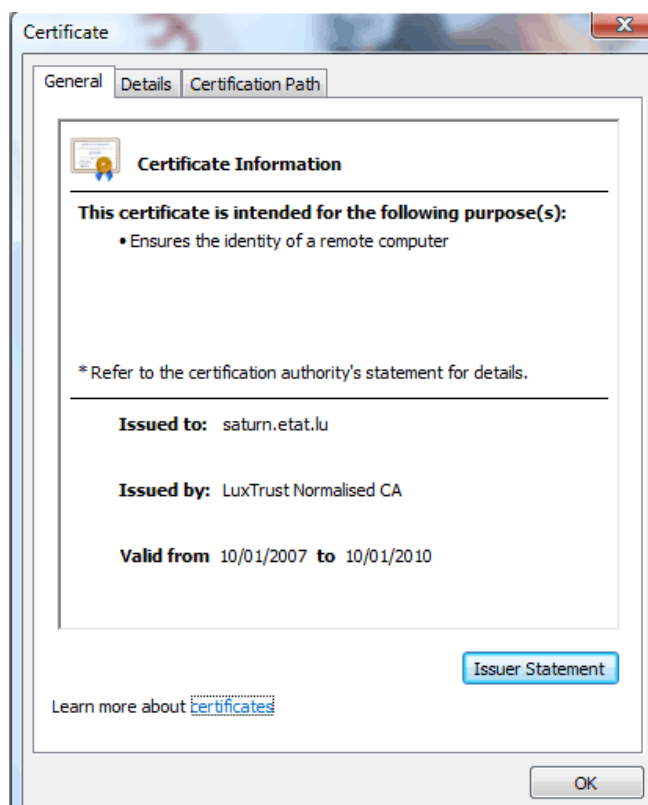 Certificate
X
General Details Certification Path
Certificate Information
This certificate is intended for the following purpose(s):
• Ensures the identity of a remote computer
* Refer to the certification authority's statement for details.
Issued to: saturn.etat.lu
Issued by: LuxTrust Normalised CA
Valid from 10/01/2007 to 10/01/2010
Issuer Statement
Learn more about certificates
OK